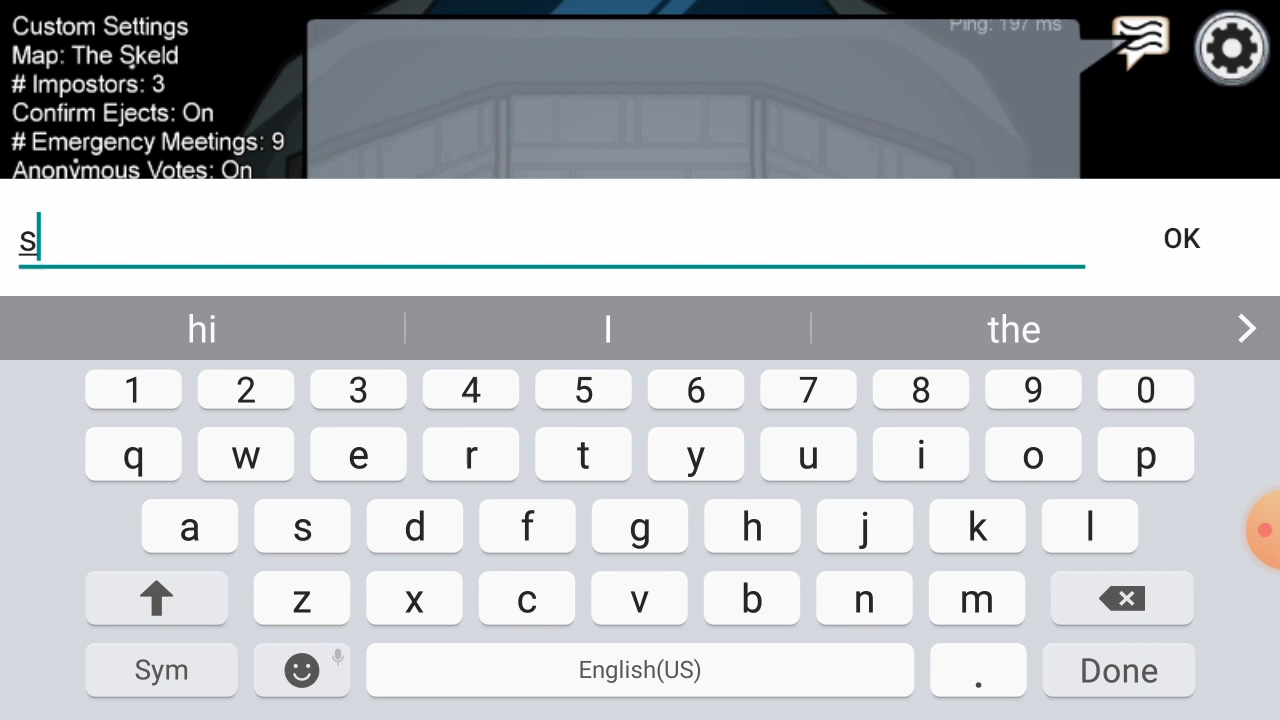 Custom Settings
Map: The Skeld
# Impostors: 3
Confirm Ejects: On
# Emergency Meetings: 9
Anonymous Votes: On
Ping: 197 ms
s
OK
hi I the
1 2 3 4 5 6 7 8 9 0
q w e r t y u i o p
a s d f g h j k l
z x c v b n m
Sym English(US) . Done